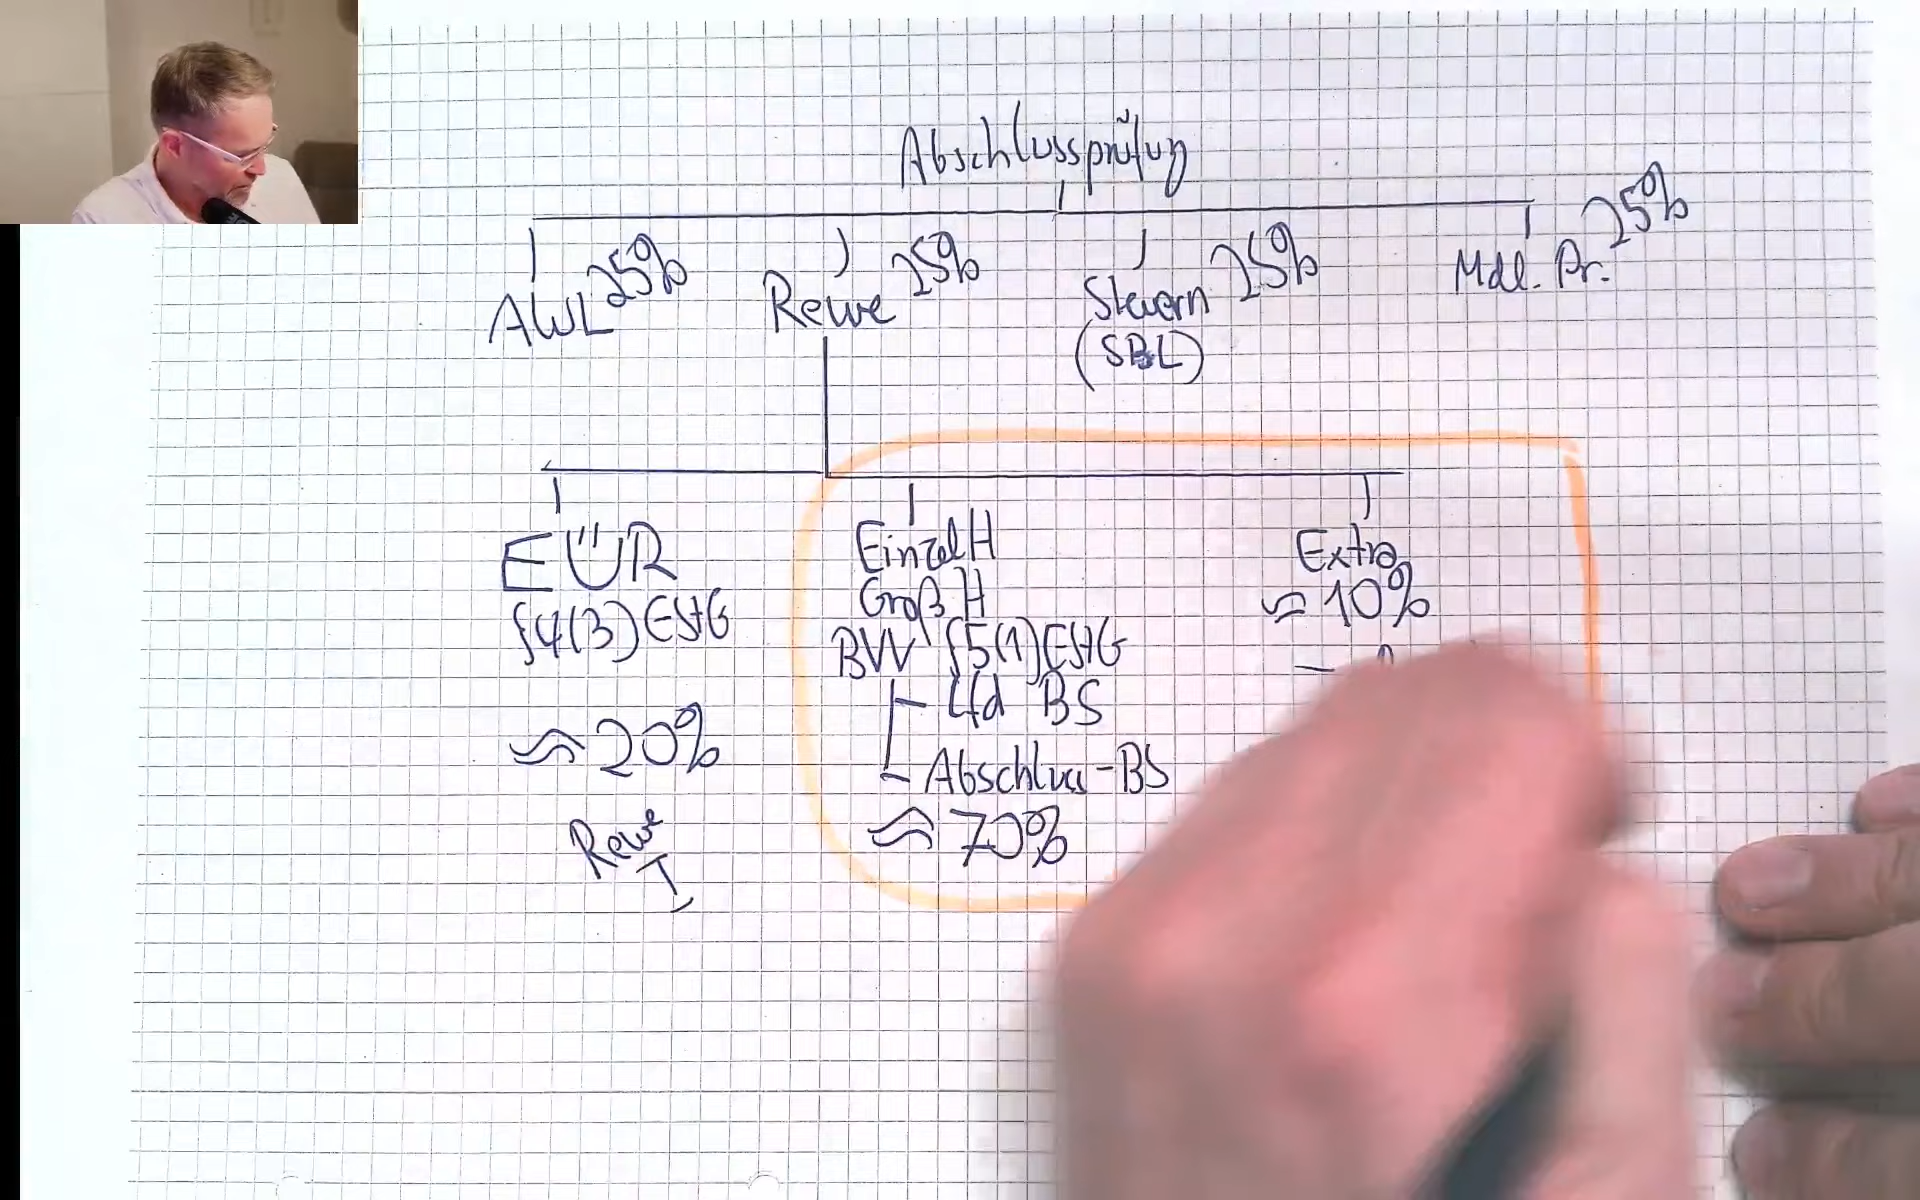 Abschlussprüfung
AWL 25%
Rewe 25%
Steuern 25%
(SBL)
Mdl. Pr. 25%
EÜR
§4(3) EStG
≈ 20%
Rewe
I
EinzelH
GroßH
BVV §5(1) EStG
- Lfd BS
- Abschluss-BS
≈ 70%
Extra
≈ 10%